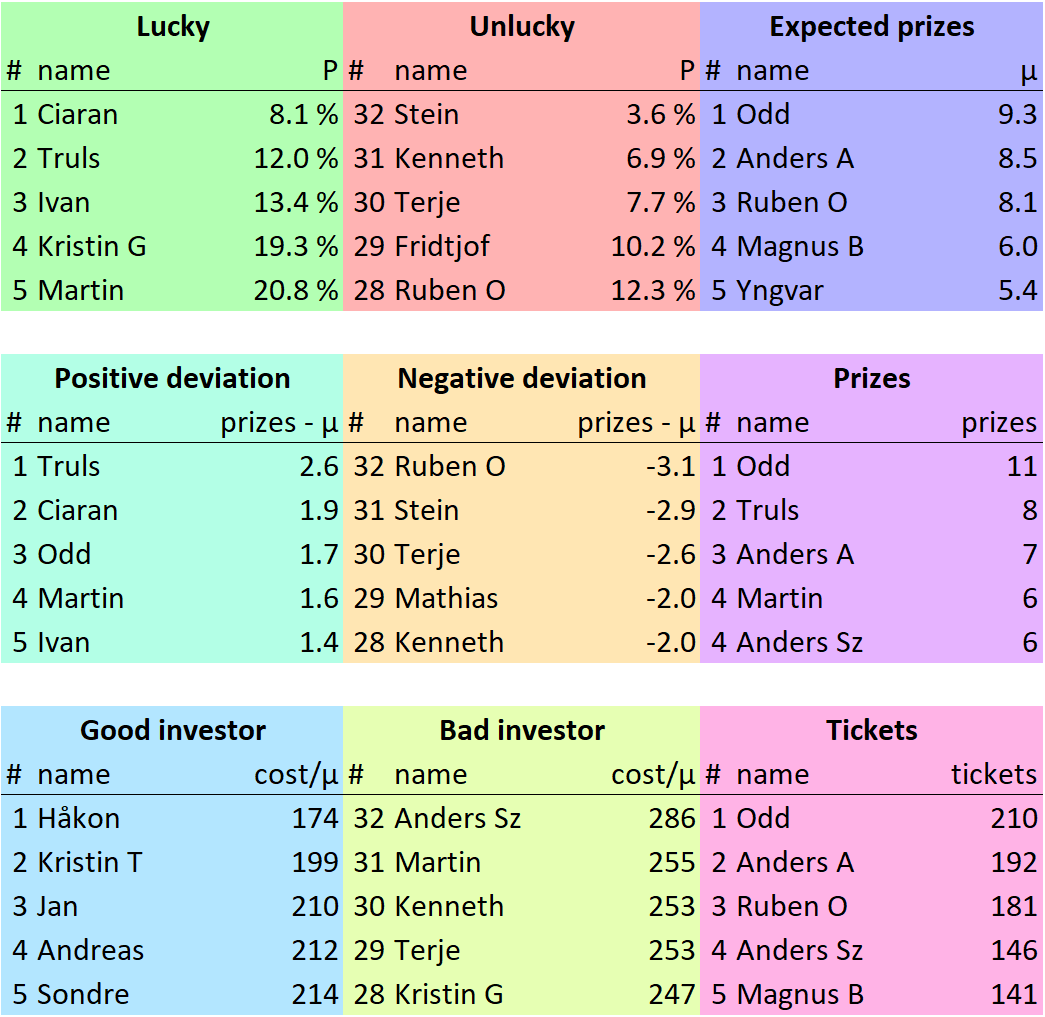 Lucky Unlucky Expected prizes
# name P # name P # name µ
1 Ciaran 8.1 % 32 Stein 3.6 % 1 Odd 9.3
2 Truls 12.0 % 31 Kenneth 6.9 % 2 Anders A 8.5
3 Ivan 13.4 % 30 Terje 7.7 % 3 Ruben O 8.1
4 Kristin G 19.3 % 29 Fridtjof 10.2 % 4 Magnus B 6.0
5 Martin 20.8 % 28 Ruben O 12.3 % 5 Yngvar 5.4
Positive deviation Negative deviation Prizes
# name prizes - µ # name prizes - µ # name prizes
1 Truls 2.6 32 Ruben O -3.1 1 Odd 11
2 Ciaran 1.9 31 Stein -2.9 2 Truls 8
3 Odd 1.7 30 Terje -2.6 3 Anders A 7
4 Martin 1.6 29 Mathias -2.0 4 Martin 6
5 Ivan 1.4 28 Kenneth -2.0 4 Anders Sz 6
Good investor Bad investor Tickets
# name cost/µ # name cost/µ # name tickets
1 Håkon 174 32 Anders Sz 286 1 Odd 210
2 Kristin T 199 31 Martin 255 2 Anders A 192
3 Jan 210 30 Kenneth 253 3 Ruben O 181
4 Andreas 212 29 Terje 253 4 Anders Sz 146
5 Sondre 214 28 Kristin G 247 5 Magnus B 141